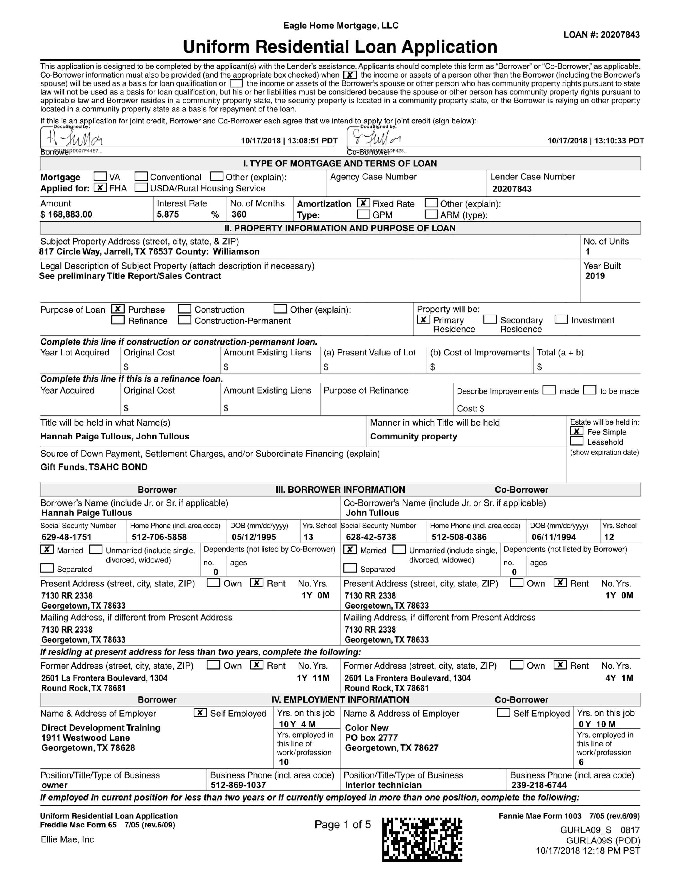 Eagle Home Mortgage, LLC
LOAN #: 20207843
Uniform Residential Loan Application
This application is designed to be completed by the applicant(s) with the Lender's assistance. Applicants should complete this form as "Borrower" or "Co-Borrower," as applicable.
Co-Borrower information must also be provided (and the appropriate box checked) when X the income or assets of a person other than the Borrower (including the Borrower's
spouse) will be used as a basis for loan qualification or the income or assets of the Borrower's spouse or other person who has community property rights pursuant to state
law will not be used as a basis for loan qualification, but his or her liabilities must be considered because the spouse or other person has community property rights pursuant to
applicable law and Borrower resides in a community property state, the security property is located in a community property state, or the Borrower is relying on other property
located in a community property state as a basis for repayment of the loan.
If this is an application for joint credit, Borrower and Co-Borrower each agree that we intend to apply for joint credit (sign below):
DocuSigned by: DocuSigned by:
10/17/2018 | 13:08:51 PDT 10/17/2018 | 13:10:33 PDT
Borrower Co-Borrower
I. TYPE OF MORTGAGE AND TERMS OF LOAN
Mortgage VA Conventional Other (explain): Agency Case Number Lender Case Number
Applied for: X FHA USDA/Rural Housing Service 20207843
Amount Interest Rate No. of Months Amortization X Fixed Rate Other (explain):
$ 168,883.00 5.875 % 360 Type: GPM ARM (type):
II. PROPERTY INFORMATION AND PURPOSE OF LOAN
Subject Property Address (street, city, state, & ZIP) No. of Units
817 Circle Way, Jarrell, TX 76537 County: Williamson 1
Legal Description of Subject Property (attach description if necessary) Year Built
See preliminary Title Report/Sales Contract 2019
Purpose of Loan X Purchase Construction Other (explain): Property will be:
Refinance Construction-Permanent X Primary Residence Secondary Residence Investment
Complete this line if construction or construction-permanent loan.
Year Lot Acquired Original Cost Amount Existing Liens (a) Present Value of Lot (b) Cost of Improvements Total (a + b)
$ $ $ $ $
Complete this line if this is a refinance loan.
Year Acquired Original Cost Amount Existing Liens Purpose of Refinance Describe Improvements made to be made
$ $ Cost: $
Title will be held in what Name(s) Manner in which Title will be held Estate will be held in:
Hannah Paige Tullous, John Tullous Community property X Fee Simple
Leasehold
Source of Down Payment, Settlement Charges, and/or Subordinate Financing (explain) (show expiration date)
Gift Funds, TSAHC BOND
Borrower III. BORROWER INFORMATION Co-Borrower
Borrower's Name (include Jr. or Sr. if applicable) Co-Borrower's Name (include Jr. or Sr. if applicable)
Hannah Paige Tullous John Tullous
Social Security Number Home Phone (incl. area code) DOB (mm/dd/yyyy) Yrs. School Social Security Number Home Phone (incl. area code) DOB (mm/dd/yyyy) Yrs. School
629-48-1751 512-706-5858 05/12/1995 13 628-42-5738 512-508-0386 06/11/1994 12
X Married Unmarried (include single, Dependents (not listed by Co-Borrower) X Married Unmarried (include single, Dependents (not listed by Borrower)
Separated divorced, widowed) no. 0 ages Separated divorced, widowed) no. 0 ages
Present Address (street, city, state, ZIP) Own X Rent No. Yrs. Present Address (street, city, state, ZIP) Own X Rent No. Yrs.
7130 RR 2338 1Y 0M 7130 RR 2338 1Y 0M
Georgetown, TX 78633 Georgetown, TX 78633
Mailing Address, if different from Present Address Mailing Address, if different from Present Address
7130 RR 2338 7130 RR 2338
Georgetown, TX 78633 Georgetown, TX 78633
If residing at present address for less than two years, complete the following:
Former Address (street, city, state, ZIP) Own X Rent No. Yrs. Former Address (street, city, state, ZIP) Own X Rent No. Yrs.
2601 La Frontera Boulevard, 1304 1Y 11M 2601 La Frontera Boulevard, 1304 4Y 1M
Round Rock, TX 78681 Round Rock, TX 78681
Borrower IV. EMPLOYMENT INFORMATION Co-Borrower
Name & Address of Employer X Self Employed Yrs. on this job Name & Address of Employer Self Employed Yrs. on this job
10 Y 4 M 0 Y 10 M
Direct Development Training Yrs. employed in Color New Yrs. employed in
1911 Westwood Lane this line of PO box 2777 this line of
Georgetown, TX 78628 work/profession Georgetown, TX 78627 work/profession
10 6
Position/Title/Type of Business Business Phone (incl. area code) Position/Title/Type of Business Business Phone (incl. area code)
owner 512-869-1037 Interior technician 239-218-6744
If employed in current position for less than two years or if currently employed in more than one position, complete the following:
Uniform Residential Loan Application Fannie Mae Form 1003 7/05 (rev.6/09)
Freddie Mac Form 65 7/05 (rev.6/09) Page 1 of 5 GURLA09_S 0817
Ellie Mae, Inc GURLA09S (POD)
10/17/2018 12:18 PM PST